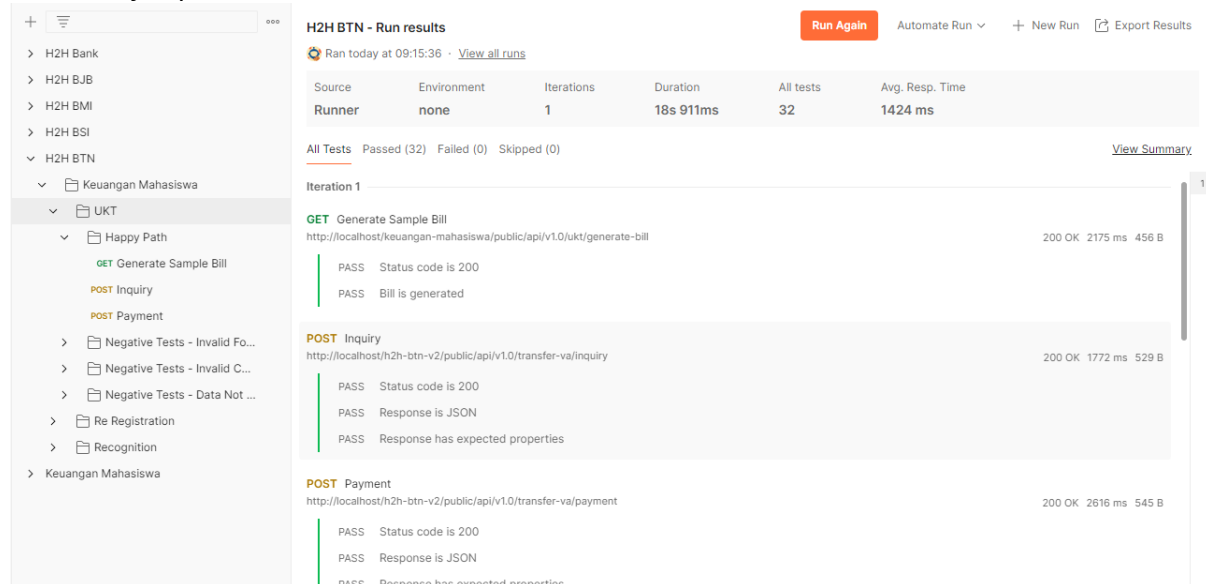 H2H Bank
H2H BJB
H2H BMI
H2H BSI
H2H BTN
Keuangan Mahasiswa
UKT
Happy Path
GET Generate Sample Bill
POST Inquiry
POST Payment
Negative Tests - Invalid Fo...
Negative Tests - Invalid C...
Negative Tests - Data Not ...
Re Registration
Recognition
Keuangan Mahasiswa
H2H BTN - Run results
Run Again
Automate Run
New Run
Export Results
Ran today at 09:15:36 · View all runs
Source Environment Iterations Duration All tests Avg. Resp. Time
Runner none 1 18s 911ms 32 1424 ms
All Tests Passed (32) Failed (0) Skipped (0) View Summary
Iteration 1
1
GET Generate Sample Bill
http://localhost/keuangan-mahasiswa/public/api/v1.0/ukt/generate-bill 200 OK 2175 ms 456 B
PASS Status code is 200
PASS Bill is generated
POST Inquiry
http://localhost/h2h-btn-v2/public/api/v1.0/transfer-va/inquiry 200 OK 1772 ms 529 B
PASS Status code is 200
PASS Response is JSON
PASS Response has expected properties
POST Payment
http://localhost/h2h-btn-v2/public/api/v1.0/transfer-va/payment 200 OK 2616 ms 545 B
PASS Status code is 200
PASS Response is JSON
PASS Response has expected properties